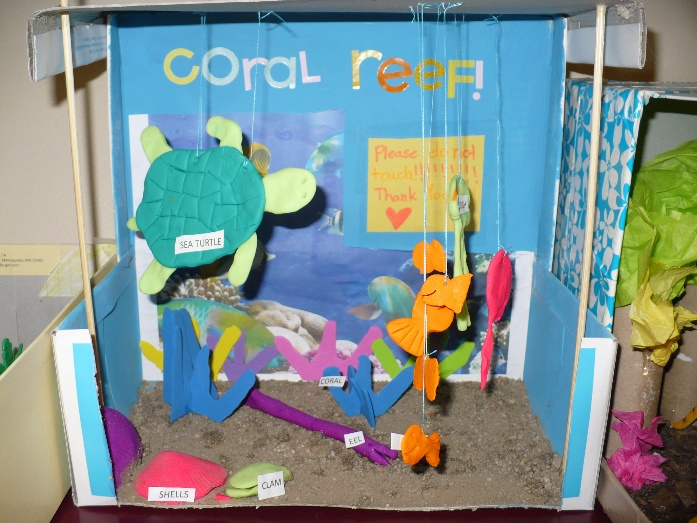 coral reef!
Please do not
touch!!!!!!!!!
Thank You
SEA TURTLE
CORAL
EEL
SHELLS
CLAM